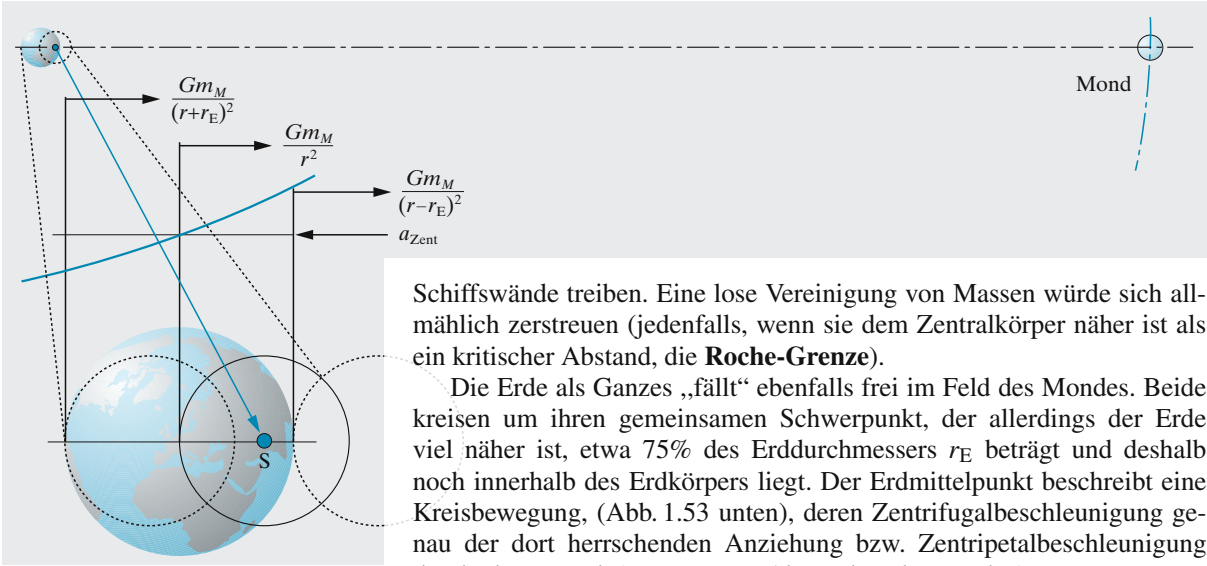 Mond
Gm_M
(r+r_E)²
Gm_M
r²
Gm_M
(r−r_E)²
a_Zent
S
Schiffswände treiben. Eine lose Vereinigung von Massen würde sich all-
mählich zerstreuen (jedenfalls, wenn sie dem Zentralkörper näher ist als
ein kritischer Abstand, die Roche-Grenze).
Die Erde als Ganzes „fällt“ ebenfalls frei im Feld des Mondes. Beide
kreisen um ihren gemeinsamen Schwerpunkt, der allerdings der Erde
viel näher ist, etwa 75% des Erddurchmessers r_E beträgt und deshalb
noch innerhalb des Erdkörpers liegt. Der Erdmittelpunkt beschreibt eine
Kreisbewegung, (Abb. 1.53 unten), deren Zentrifugalbeschleunigung ge-
nau der dort herrschenden Anziehung bzw. Zentripetalbeschleunigung